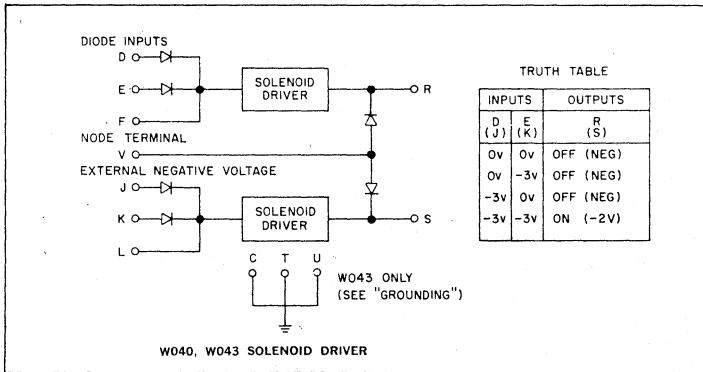 DIODE INPUTS
D
E
F
NODE TERMINAL
V
EXTERNAL NEGATIVE VOLTAGE
J
K
L
SOLENOID
DRIVER
R
SOLENOID
DRIVER
S
C T U
W043 ONLY
(SEE "GROUNDING")
TRUTH TABLE
INPUTS OUTPUTS
D E R
(J) (K) (S)
0v 0v OFF (NEG)
0v -3v OFF (NEG)
-3v 0v OFF (NEG)
-3v -3v ON (-2V)
W040, W043 SOLENOID DRIVER